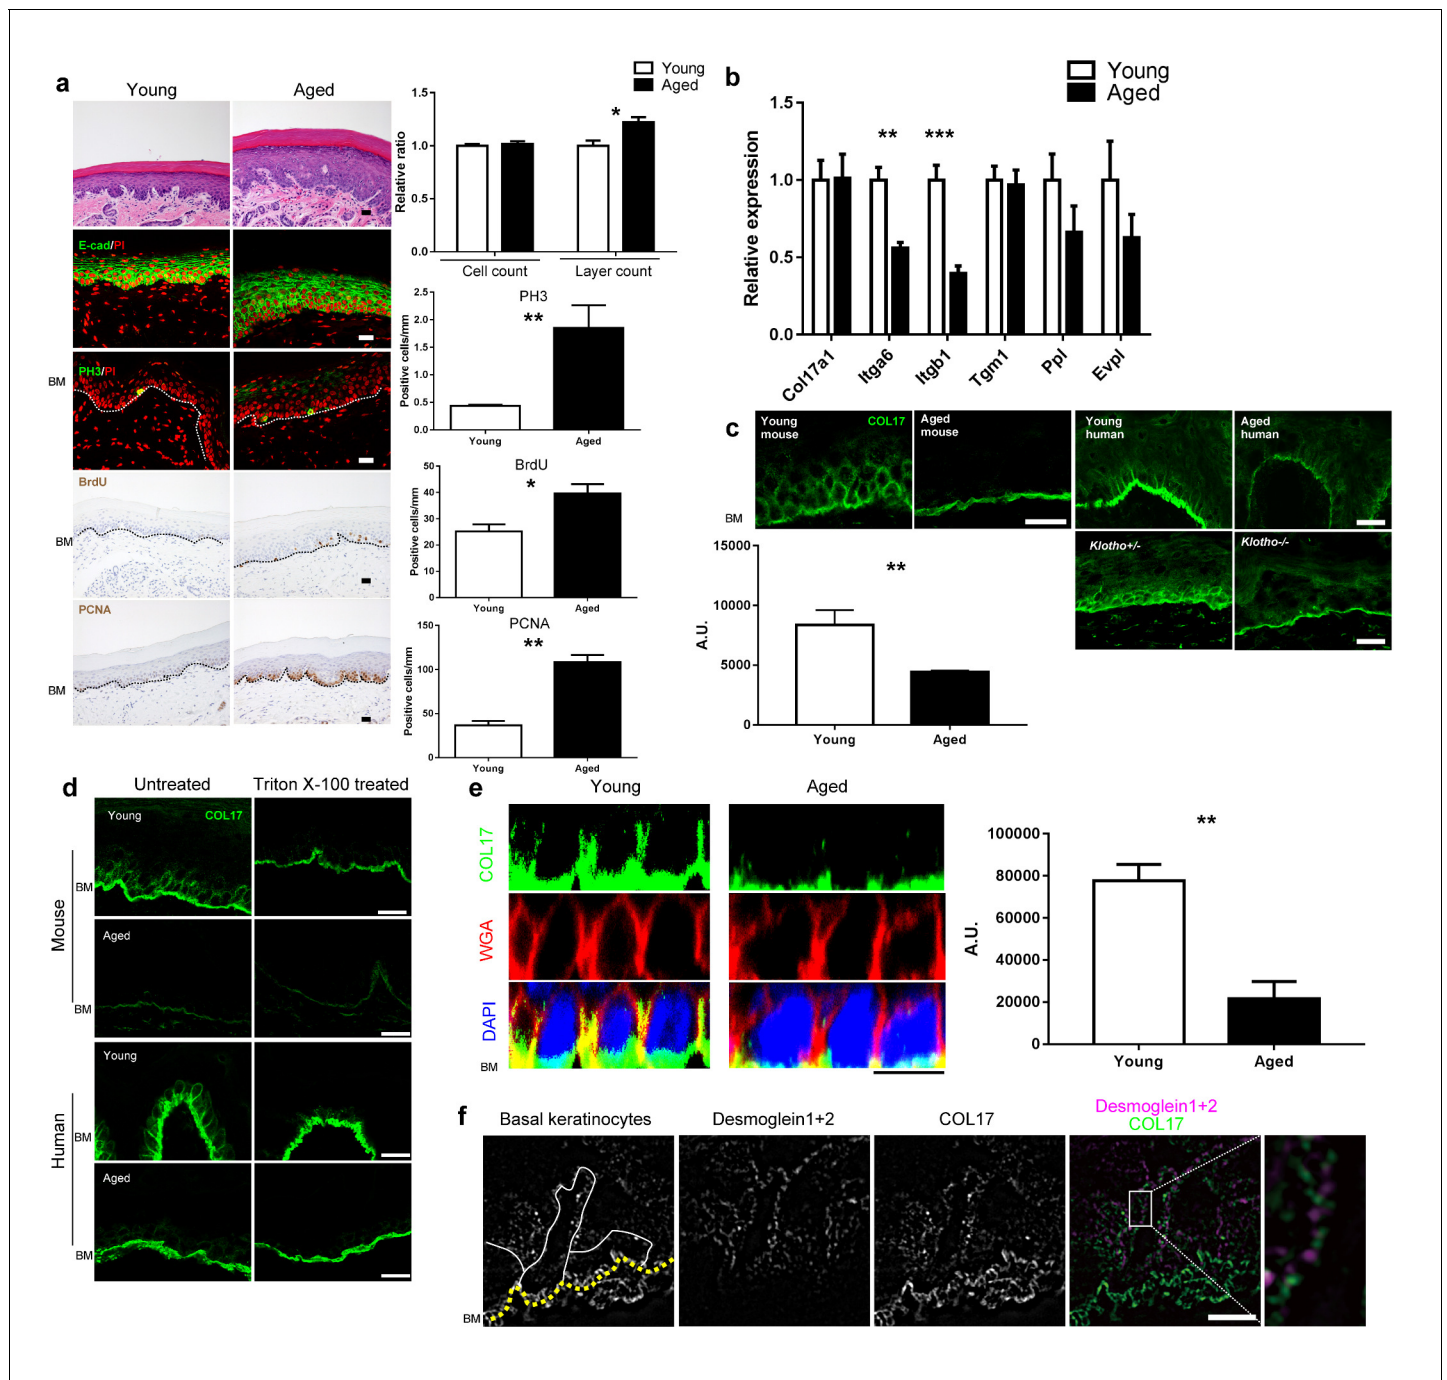 a
Young
Aged
Young
Aged
E-cad/PI
PH3/PI
BM
BrdU
BM
PCNA
BM
Relative ratio
1.5
1.0
0.5
0.0
*
Cell count
Layer count
PH3
**
Positive cells/mm
2.5
2.0
1.5
1.0
0.5
0.0
Young
Aged
BrdU
*
Positive cells/mm
50
40
30
20
10
0
Young
Aged
PCNA
**
Positive cells/mm
150
100
50
0
Young
Aged
b
Young
Aged
Relative expression
1.5
1.0
0.5
0.0
**
***
Col17a1
Itga6
Itgb1
Tgm1
Ppl
Evpl
c
Young
mouse
COL17
Aged
mouse
Young
human
Aged
human
BM
Klotho+/-
Klotho-/-
A.U.
15000
10000
5000
0
**
Young
Aged
d
Untreated
Triton X-100 treated
Young
COL17
BM
Mouse
Aged
BM
Young
BM
Human
Aged
BM
e
Young
Aged
COL17
WGA
DAPI
BM
**
A.U.
100000
80000
60000
40000
20000
0
Young
Aged
f
Basal keratinocytes
Desmoglein1+2
COL17
Desmoglein1+2
COL17
BM